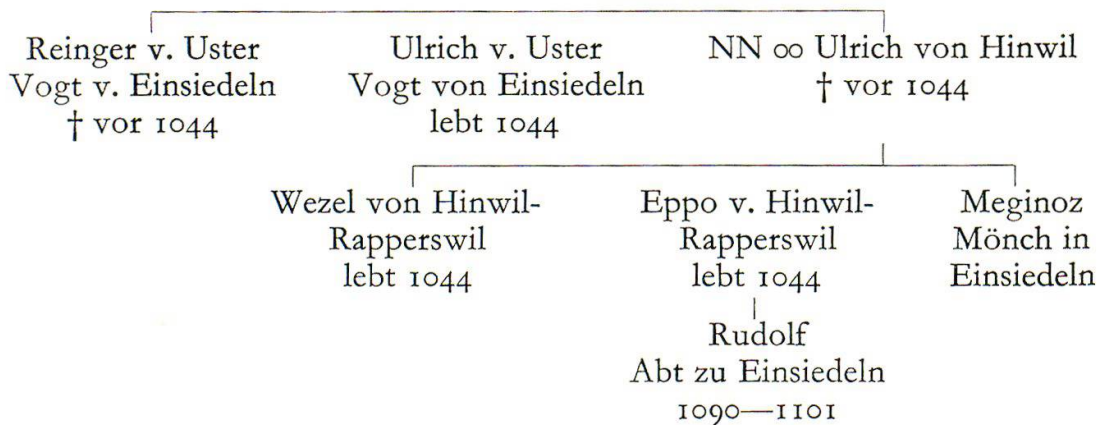 Reinger v. Uster Ulrich v. Uster NN ∞ Ulrich von Hinwil
Vogt v. Einsiedeln Vogt von Einsiedeln † vor 1044
† vor 1044 lebt 1044
Wezel von Hinwil- Eppo v. Hinwil- Meginoz
Rapperswil Rapperswil Mönch in
lebt 1044 lebt 1044 Einsiedeln
Rudolf
Abt zu Einsiedeln
1090—1101